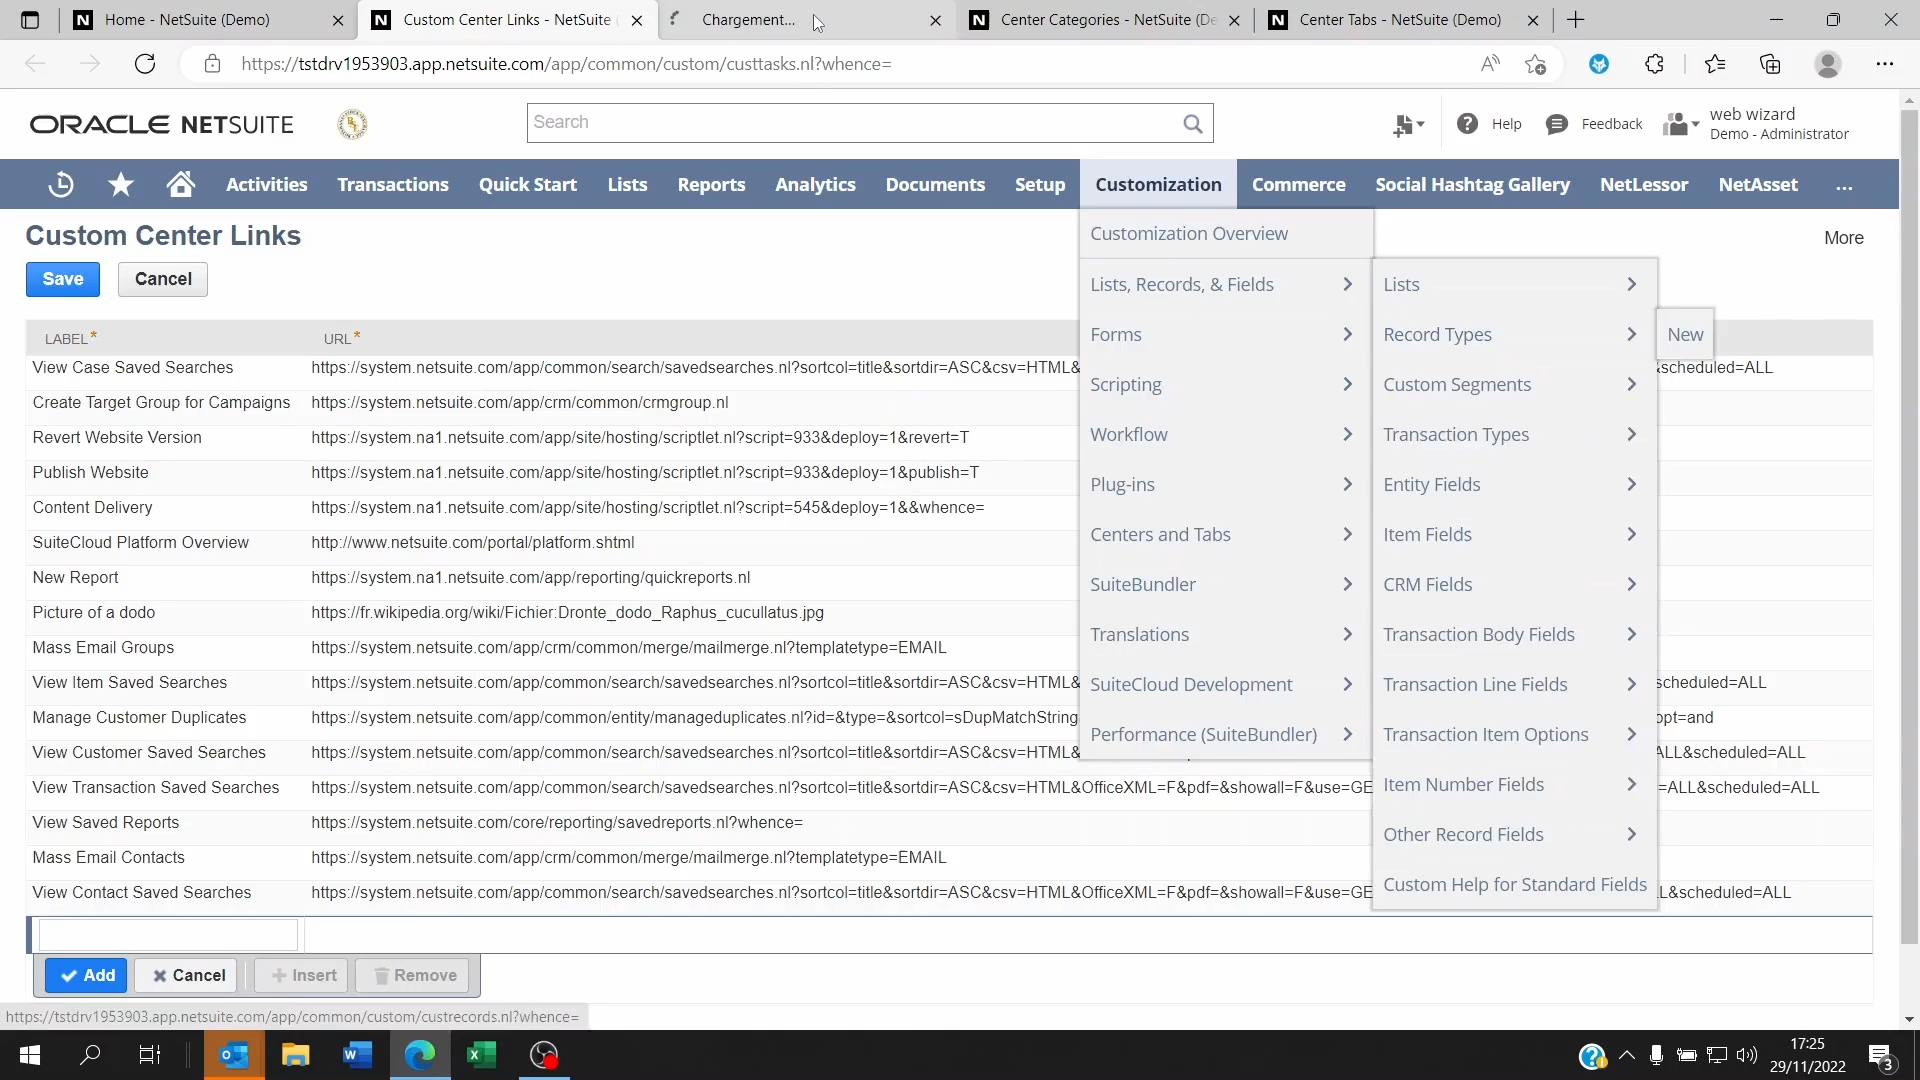 Home - NetSuite (Demo)
Custom Center Links - NetSuite
Chargement...
Center Categories - NetSuite (De
Center Tabs - NetSuite (Demo)
https://tstdrv1953903.app.netsuite.com/app/common/custom/custtasks.nl?whence=
ORACLE NETSUITE
Search
Help
Feedback
web wizard
Demo - Administrator
Activities
Transactions
Quick Start
Lists
Reports
Analytics
Documents
Setup
Customization
Commerce
Social Hashtag Gallery
NetLessor
NetAsset
...
Custom Center Links
More
Save
Cancel
LABEL*
URL*
View Case Saved Searches
https://system.netsuite.com/app/common/search/savedsearches.nl?sortcol=title&sortdir=ASC&csv=HTML&
&scheduled=ALL
Create Target Group for Campaigns
https://system.netsuite.com/app/crm/common/crmgroup.nl
Revert Website Version
https://system.na1.netsuite.com/app/site/hosting/scriptlet.nl?script=933&deploy=1&revert=T
Publish Website
https://system.na1.netsuite.com/app/site/hosting/scriptlet.nl?script=933&deploy=1&publish=T
Content Delivery
https://system.na1.netsuite.com/app/site/hosting/scriptlet.nl?script=545&deploy=1&&whence=
SuiteCloud Platform Overview
http://www.netsuite.com/portal/platform.shtml
New Report
https://system.na1.netsuite.com/app/reporting/quickreports.nl
Picture of a dodo
https://fr.wikipedia.org/wiki/Fichier:Dronte_dodo_Raphus_cucullatus.jpg
Mass Email Groups
https://system.netsuite.com/app/crm/common/merge/mailmerge.nl?templatetype=EMAIL
View Item Saved Searches
https://system.netsuite.com/app/common/search/savedsearches.nl?sortcol=title&sortdir=ASC&csv=HTML&
scheduled=ALL
Manage Customer Duplicates
https://system.netsuite.com/app/common/entity/manageduplicates.nl?id=&type=&sortcol=sDupMatchString
opt=and
View Customer Saved Searches
https://system.netsuite.com/app/common/search/savedsearches.nl?sortcol=title&sortdir=ASC&csv=HTML&
ALL&scheduled=ALL
View Transaction Saved Searches
https://system.netsuite.com/app/common/search/savedsearches.nl?sortcol=title&sortdir=ASC&csv=HTML&OfficeXML=F&pdf=&showall=F&use=GE
=ALL&scheduled=ALL
View Saved Reports
https://system.netsuite.com/core/reporting/savedreports.nl?whence=
Mass Email Contacts
https://system.netsuite.com/app/crm/common/merge/mailmerge.nl?templatetype=EMAIL
View Contact Saved Searches
https://system.netsuite.com/app/common/search/savedsearches.nl?sortcol=title&sortdir=ASC&csv=HTML&OfficeXML=F&pdf=&showall=F&use=GE
LL&scheduled=ALL
Customization Overview
Lists, Records, & Fields
Forms
Scripting
Workflow
Plug-ins
Centers and Tabs
SuiteBundler
Translations
SuiteCloud Development
Performance (SuiteBundler)
Lists
Record Types
Custom Segments
Transaction Types
Entity Fields
Item Fields
CRM Fields
Transaction Body Fields
Transaction Line Fields
Transaction Item Options
Item Number Fields
Other Record Fields
Custom Help for Standard Fields
New
Add
Cancel
Insert
Remove
https://tstdrv1953903.app.netsuite.com/app/common/custom/custrecords.nl?whence=
17:25
29/11/2022
3